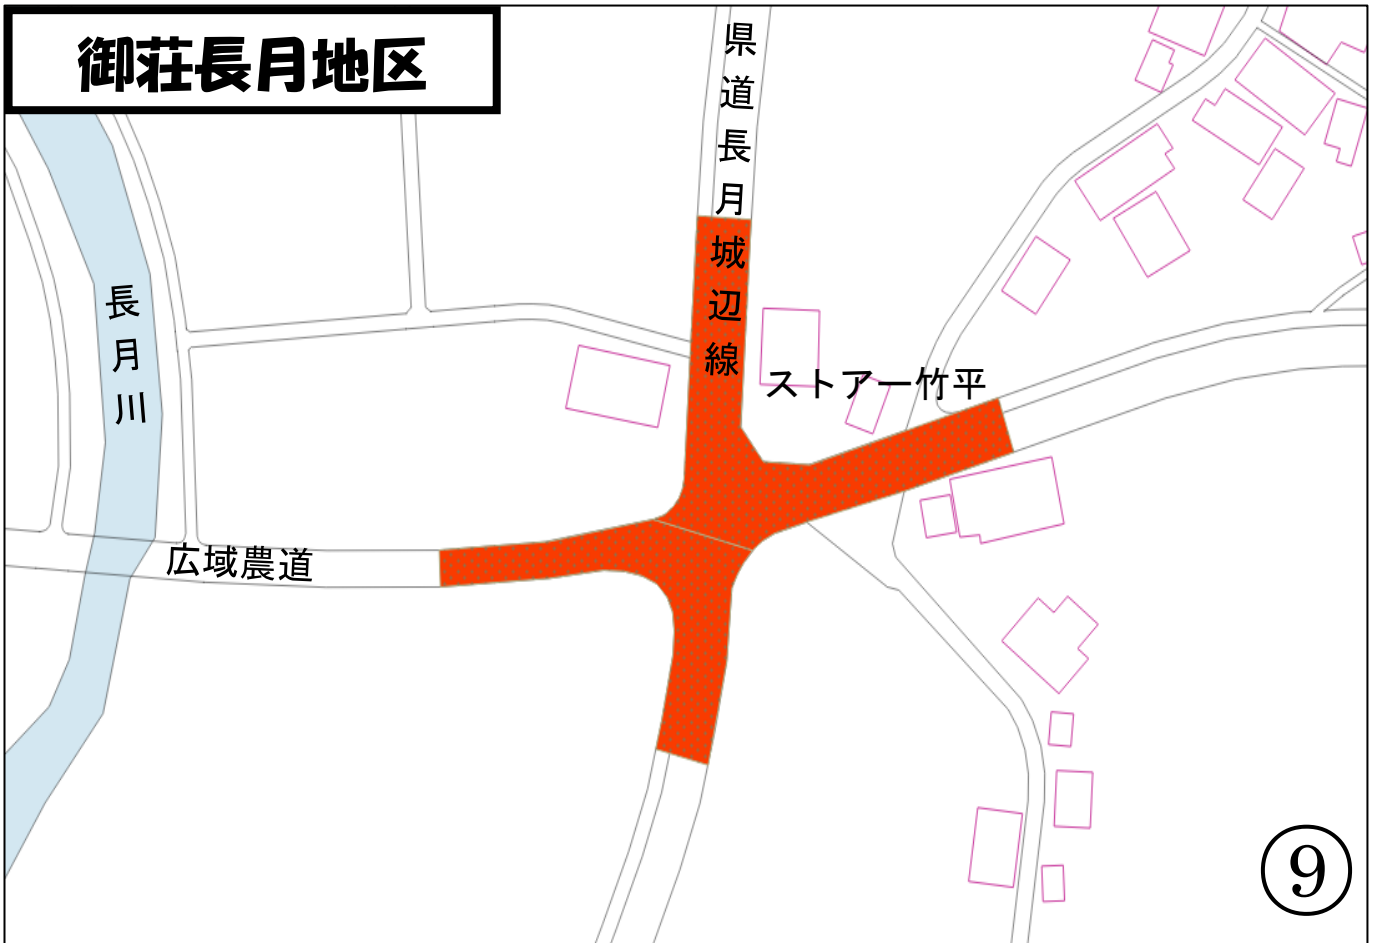 御荘長月地区
県道長月城辺線
長月川
ストアー竹平
広域農道
⑨